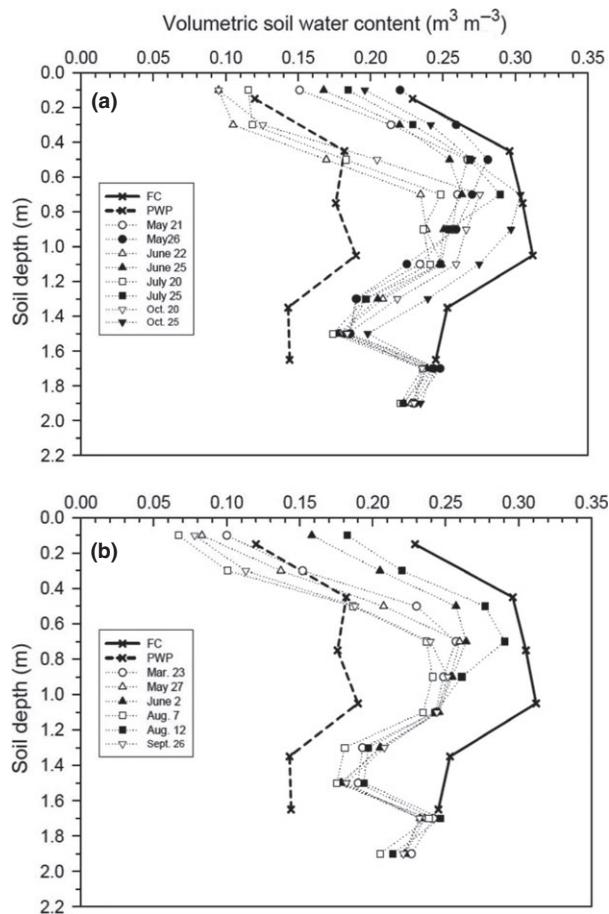 Volumetric soil water content (m³ m⁻³)
0.00 0.05 0.10 0.15 0.20 0.25 0.30 0.35
0.0
0.2
0.4
0.6
0.8
1.0
1.2
1.4
1.6
1.8
2.0
2.2
Soil depth (m)
(a)
FC
PWP
May 21
May26
June 22
June 25
July 20
July 25
Oct. 20
Oct. 25
0.00 0.05 0.10 0.15 0.20 0.25 0.30 0.35
0.0
0.2
0.4
0.6
0.8
1.0
1.2
1.4
1.6
1.8
2.0
2.2
Soil depth (m)
(b)
FC
PWP
Mar. 23
May 27
June 2
Aug. 7
Aug. 12
Sept. 26